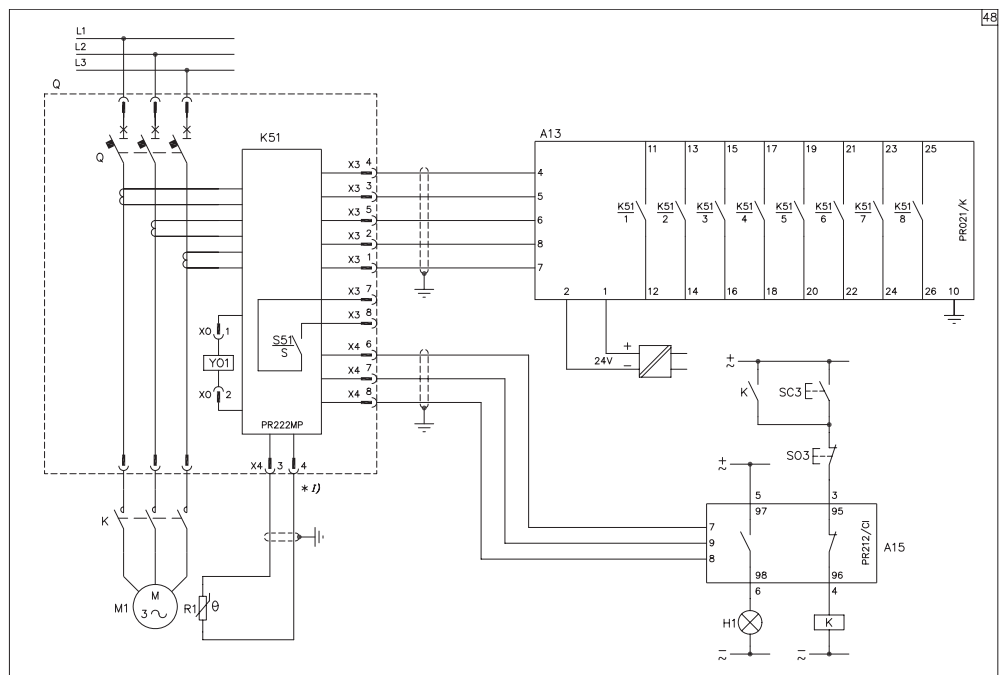 48
L1
L2
L3
Q
Q
K51
X3 4
X3 3
X3 5
X3 2
X3 1
X3 7
X3 8
X4 6
X4 7
X4 8
S51
S
X0 1
Y01
X0 2
PR222MP
X4 3 4
* 1)
K
M1
M
3 ~
R1
θ
A13
4
5
6
8
7
11 13 15 17 19 21 23 25
K51 K51 K51 K51 K51 K51 K51 K51
1 2 3 4 5 6 7 8
PR021/K
2 1 12 14 16 18 20 22 24 26 10
24V
+
−
+
~
K
SC3
SO3
+
~
5 3
97 95
7
9
8
PR212/CI
A15
98 96
6 4
H1
K
−
~
−
~